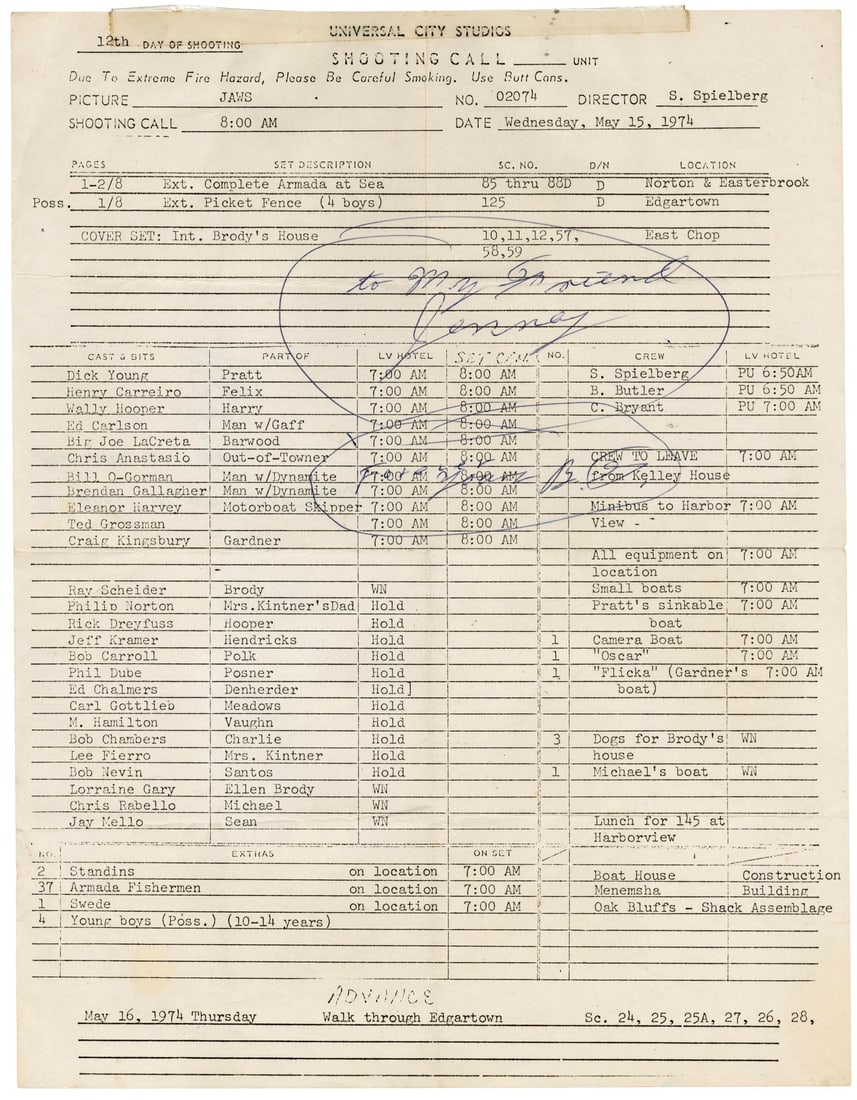 UNIVERSAL CITY STUDIOS
12th DAY OF SHOOTING
SHOOTING CALL ______ UNIT
Due To Extreme Fire Hazard, Please Be Careful Smoking. Use Butt Cans.
PICTURE JAWS NO. 02074 DIRECTOR S. Spielberg
SHOOTING CALL 8:00 AM DATE Wednesday, May 15, 1974
PAGES SET DESCRIPTION SC. NO. D/N LOCATION
1-2/8 Ext. Complete Armada at Sea 85 thru 88D D Norton & Easterbrook
Poss. 1/8 Ext. Picket Fence (4 boys) 125 D Edgartown
COVER SET: Int. Brody's House 10,11,12,57, East Chop
58,59
to My Friend
CAST & BITS PART OF LV HOTEL SET CALL NO. CREW LV HOTEL
Dick Young Pratt 7:00 AM 8:00 AM S. Spielberg PU 6:50AM
Henry Carreiro Felix 7:00 AM 8:00 AM B. Butler PU 6:50 AM
Wally Hooper Harry 7:00 AM 8:00 AM C. Bryant PU 7:00 AM
Ed Carlson Man w/Gaff 7:00 AM 8:00 AM
Big Joe LaCreta Barwood 7:00 AM 8:00 AM
Chris Anastasio Out-of-Towner 7:00 AM 8:00 AM CREW TO LEAVE 7:00 AM
Bill O-Gorman Man w/Dynamite 7:00 AM 8:00 AM from Kelley House
Brendan Gallagher Man w/Dynamite 7:00 AM 8:00 AM
Eleanor Harvey Motorboat Skipper 7:00 AM 8:00 AM Minibus to Harbor 7:00 AM
Ted Grossman 7:00 AM 8:00 AM View -
Craig Kingsbury Gardner 7:00 AM 8:00 AM
All equipment on 7:00 AM
location
Ray Scheider Brody WN Small boats 7:00 AM
Philip Norton Mrs.Kintner'sDad Hold Pratt's sinkable 7:00 AM
Rick Dreyfuss Hooper Hold boat
Jeff Kramer Hendricks Hold 1 Camera Boat 7:00 AM
Bob Carroll Polk Hold 1 "Oscar" 7:00 AM
Phil Dube Posner Hold 1 "Flicka" (Gardner's 7:00 AM
Ed Chalmers Denherder Hold] boat)
Carl Gottlieb Meadows Hold
M. Hamilton Vaughn Hold
Bob Chambers Charlie Hold 3 Dogs for Brody's WN
Lee Fierro Mrs. Kintner Hold house
Bob Nevin Santos Hold 1 Michael's boat WN
Lorraine Gary Ellen Brody WN
Chris Rabello Michael WN
Jay Mello Sean WN Lunch for 145 at
Harborview
NO. EXTRAS ON SET
2 Standins on location 7:00 AM Boat House Construction
37 Armada Fishermen on location 7:00 AM Menemsha Building
1 Swede on location 7:00 AM Oak Bluffs - Shack Assemblage
4 Young boys (Poss.) (10-14 years)
ADVANCE
May 16, 1974 Thursday Walk through Edgartown Sc. 24, 25, 25A, 27, 26, 28,